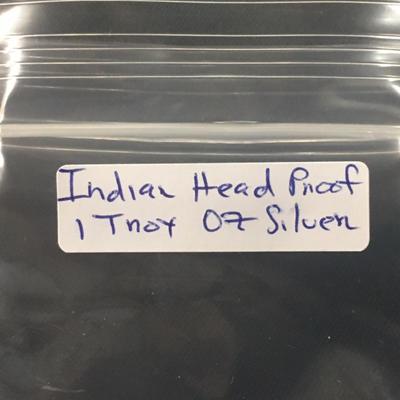 Indian Head Proof
1 Troy OZ Silver